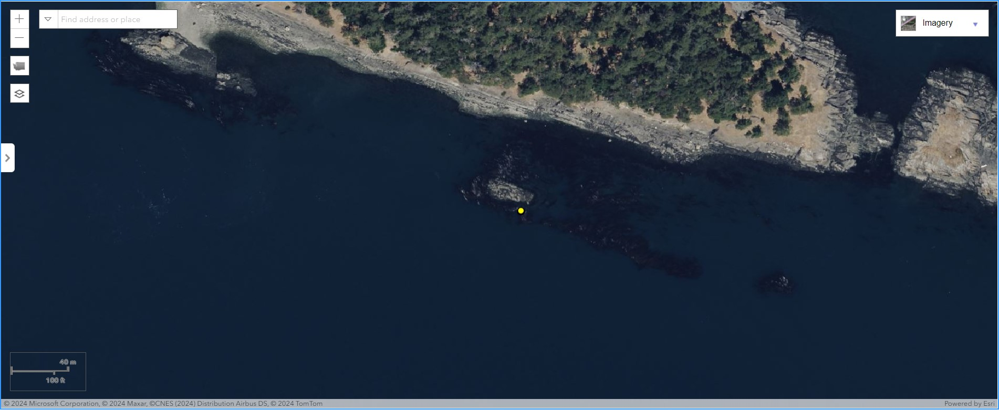 Find address or place
Imagery
40 m
100 ft
© 2024 Microsoft Corporation, © 2024 Maxar, ©CNES (2024) Distribution Airbus DS, © 2024 TomTom
Powered by Esri